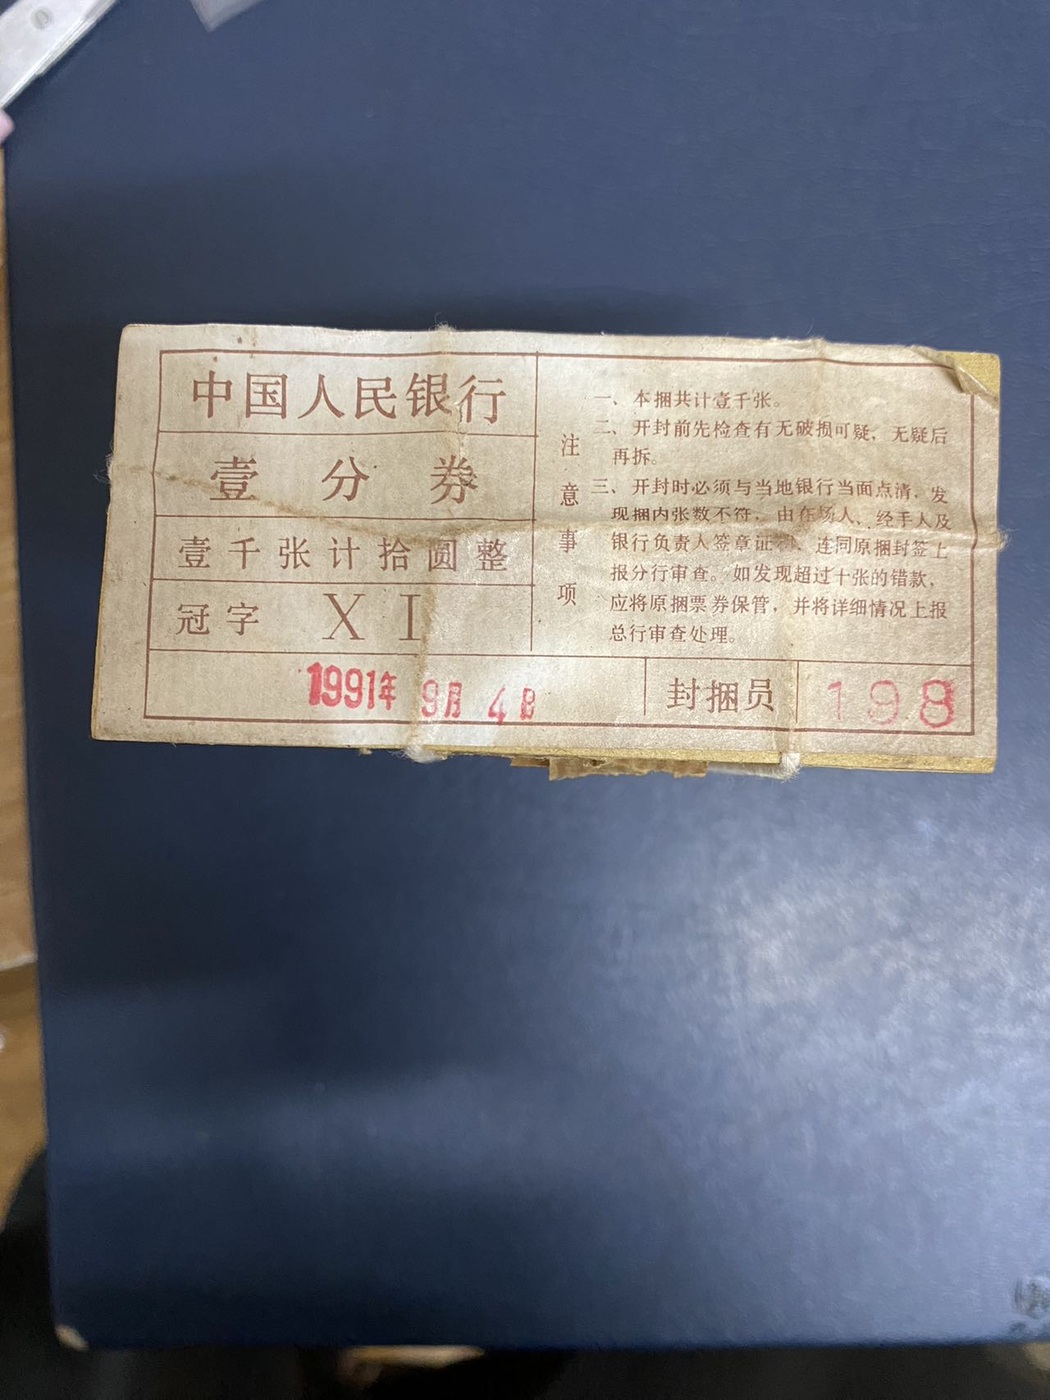 中国人民银行
壹分券
壹千张计拾圆整
冠字 X I
1991年 9月 4日
注意事项
一、本捆共计壹千张。
二、开封前先检查有无破损可疑,无疑后
再拆。
三、开封时必须与当地银行当面点清,发
现捆内张数不符,由在场人、经手人及
银行负责人签章证、连同原捆封签上
报分行审查。如发现超过十张的错款,
应将原捆票券保管,并将详细情况上报
总行审查处理。
封捆员
198